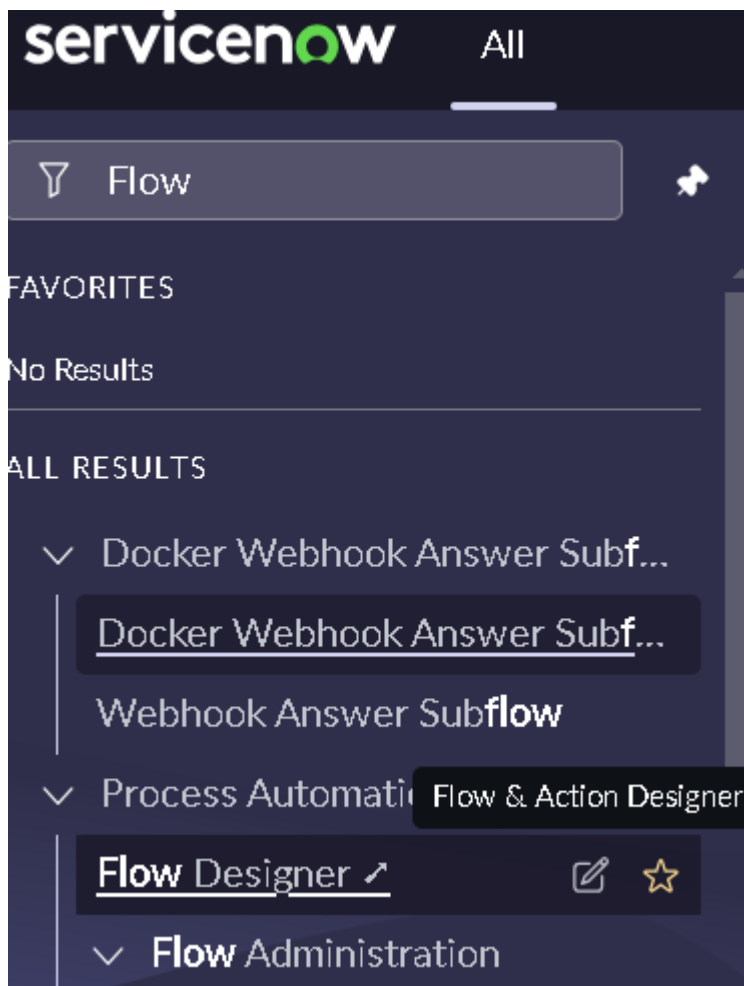 servicenow All
Flow
FAVORITES
No Results
ALL RESULTS
Docker Webhook Answer Subf...
Docker Webhook Answer Subf...
Webhook Answer Subflow
Process Automati
Flow & Action Designer
Flow Designer
Flow Administration